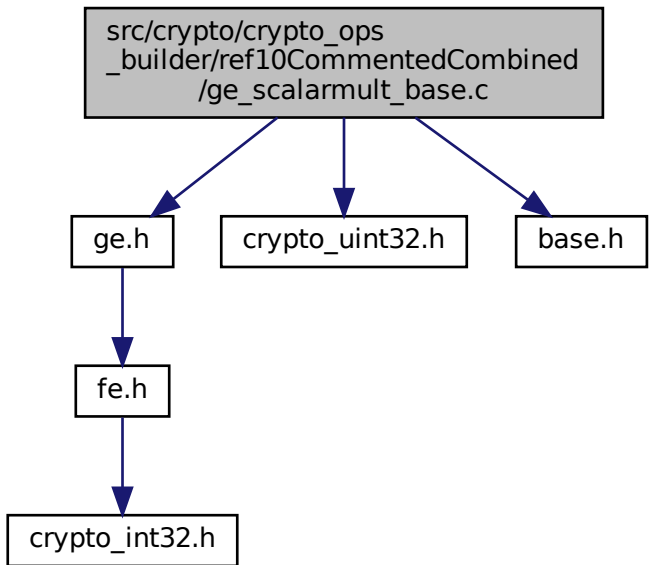 src/crypto/crypto_ops
_builder/ref10CommentedCombined
/ge_scalarmult_base.c
ge.h
crypto_uint32.h
base.h
fe.h
crypto_int32.h